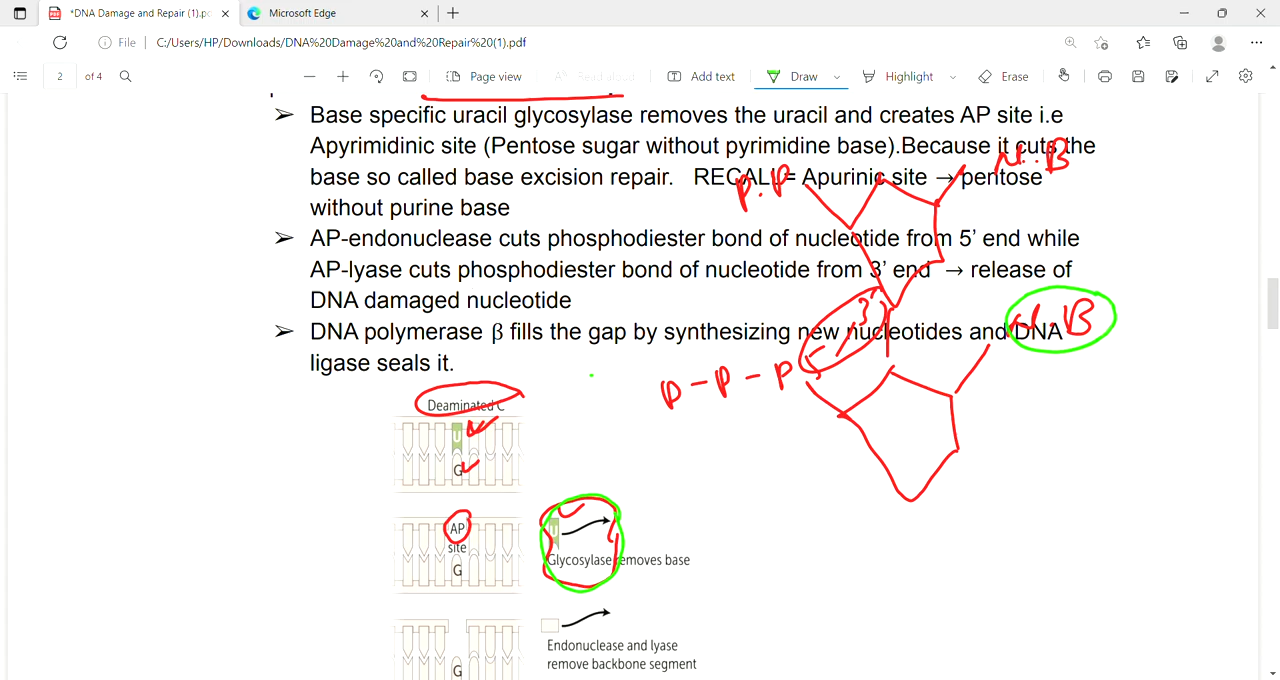 *DNA Damage and Repair (1).pd
Microsoft Edge
File
C:/Users/HP/Downloads/DNA%20Damage%20and%20Repair%20(1).pdf
2 of 4
Page view
Read aloud
Add text
Draw
Highlight
Erase
Base specific uracil glycosylase removes the uracil and creates AP site i.e
Apyrimidinic site (Pentose sugar without pyrimidine base).Because it cuts the
base so called base excision repair. RECALL= Apurinic site → pentose
without purine base
N.B
P.P
AP-endonuclease cuts phosphodiester bond of nucleotide from 5’ end while
AP-lyase cuts phosphodiester bond of nucleotide from 3’ end → release of
DNA damaged nucleotide
DNA polymerase β fills the gap by synthesizing new nucleotides and DNA
ligase seals it.
3'
N.B
P-P-P 5
Deaminated C
U
G
AP
site
G
U
Glycosylase removes base
Endonuclease and lyase
remove backbone segment
G